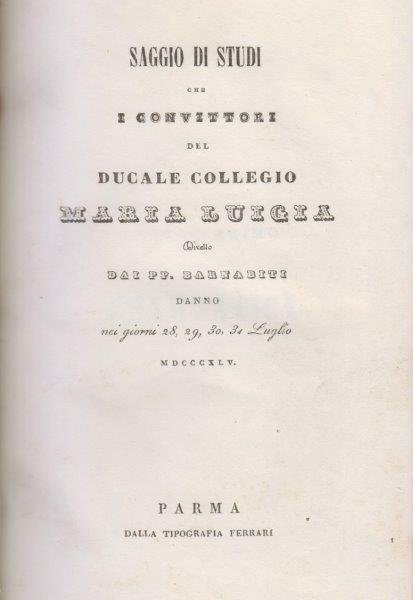 SAGGIO DI STUDI
CHE
I CONVITTORI
DEL
DUCALE COLLEGIO
MARIA LUIGIA
Diretto
DAI PP. BARNABITI
DANNO
nei giorni 28, 29, 30, 31 Luglio
MDCCCXLV.
PARMA
DALLA TIPOGRAFIA FERRARI